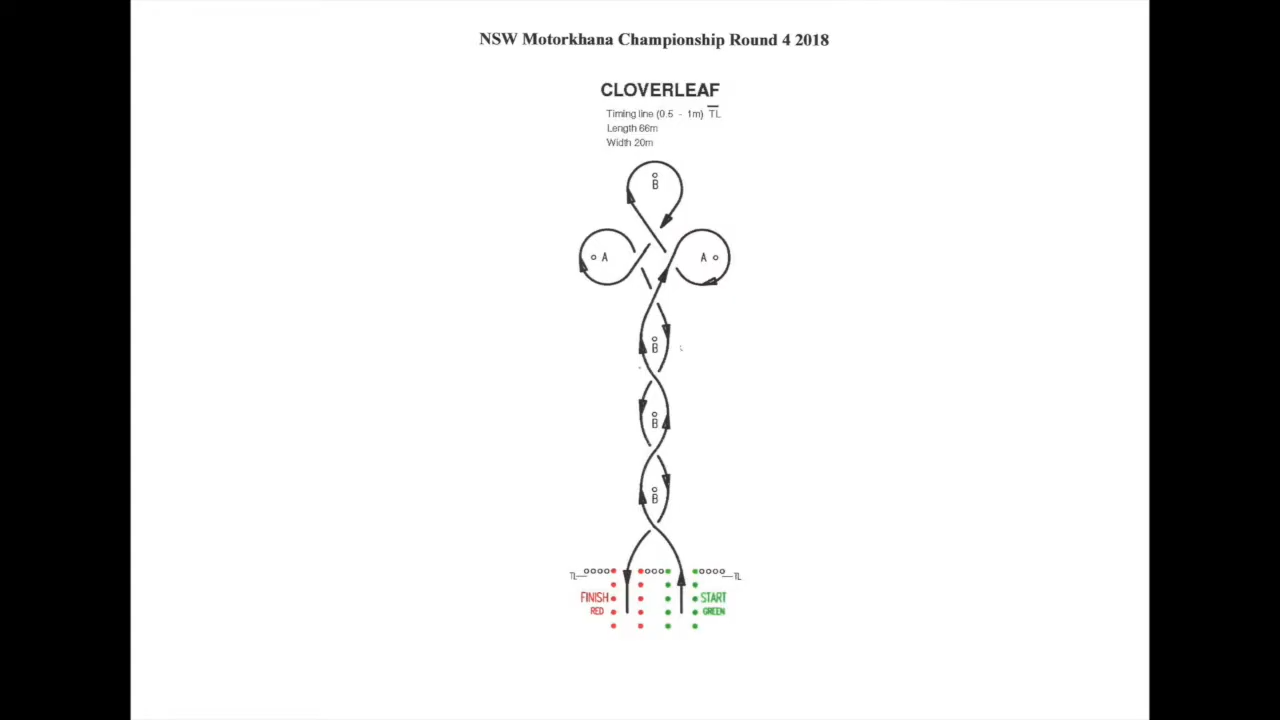 NSW Motorkhana Championship Round 4 2018
CLOVERLEAF
Timing line (0.5 - 1m) TL
Length 66m
Width 20m
B
A
A
B
B
B
TL
TL
FINISH
START
RED
GREEN